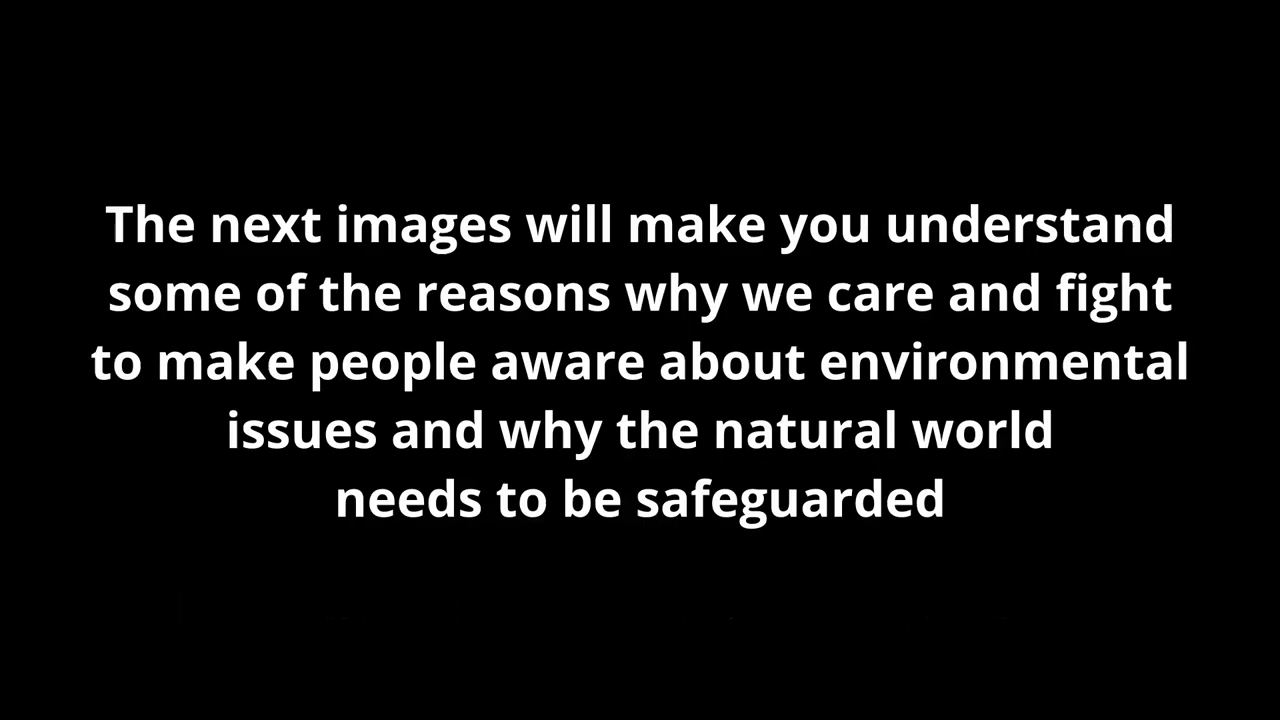 The next images will make you understand
some of the reasons why we care and fight
to make people aware about environmental
issues and why the natural world
needs to be safeguarded